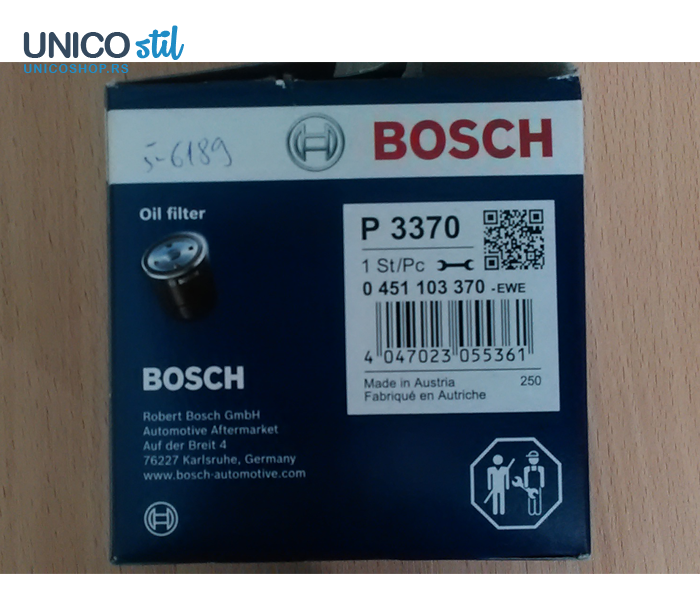 UNICO stil
UNICOSHOP.RS
5-6189
BOSCH
Oil filter
P 3370
1 St/Pc
0 451 103 370 -EWE
4 047023 055361
Made in Austria 250
Fabriqué en Autriche
BOSCH
Robert Bosch GmbH
Automotive Aftermarket
Auf der Breit 4
76227 Karlsruhe, Germany
www.bosch-automotive.com